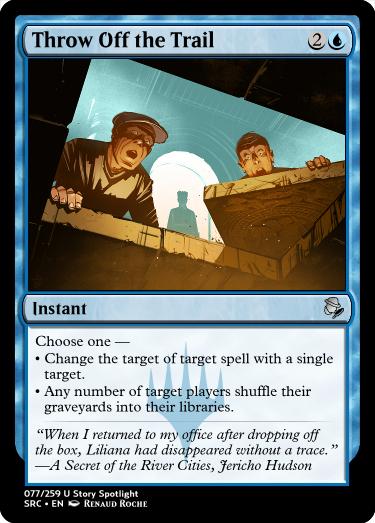 Throw Off the Trail 2
Instant
Choose one —
• Change the target of target spell with a single
target.
• Any number of target players shuffle their
graveyards into their libraries.
“When I returned to my office after dropping off
the box, Liliana had disappeared without a trace.”
—A Secret of the River Cities, Jericho Hudson
077/259 U Story Spotlight
SRC • EN Renaud Roche